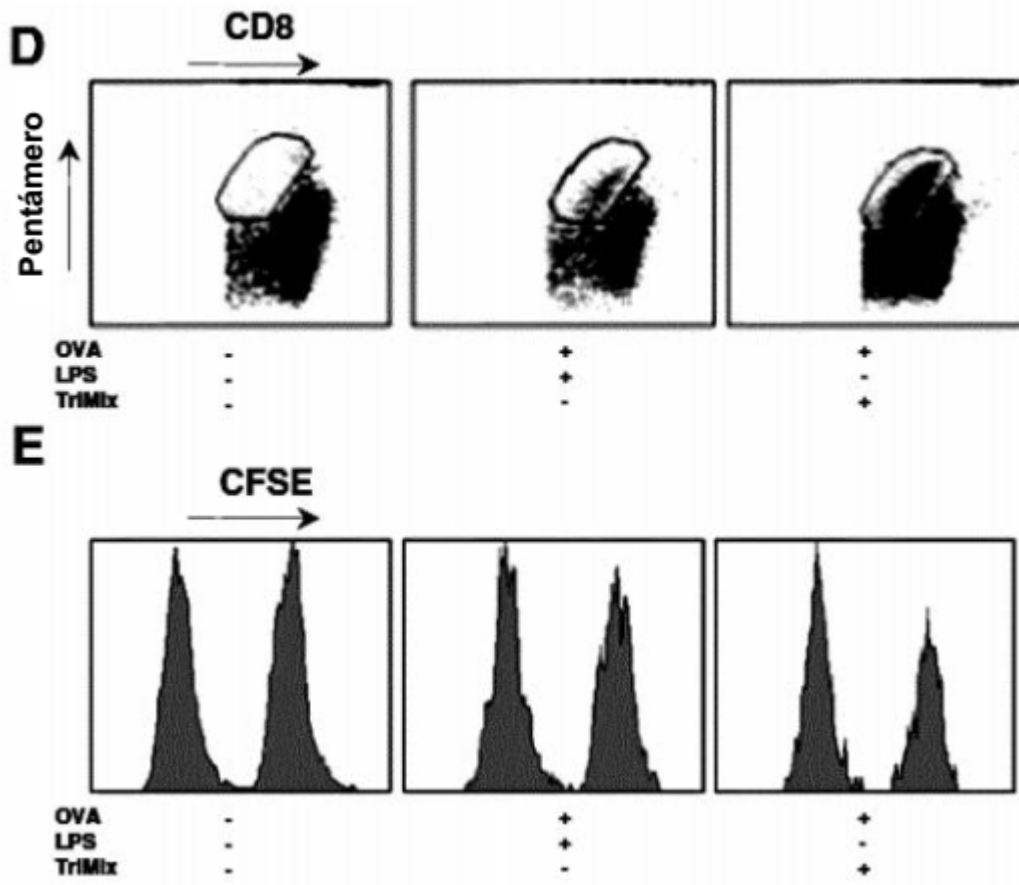 D
CD8
Pentámero
OVA - + +
LPS - + -
TriMix - - +
E
CFSE
OVA - + +
LPS - + -
TriMix - - +